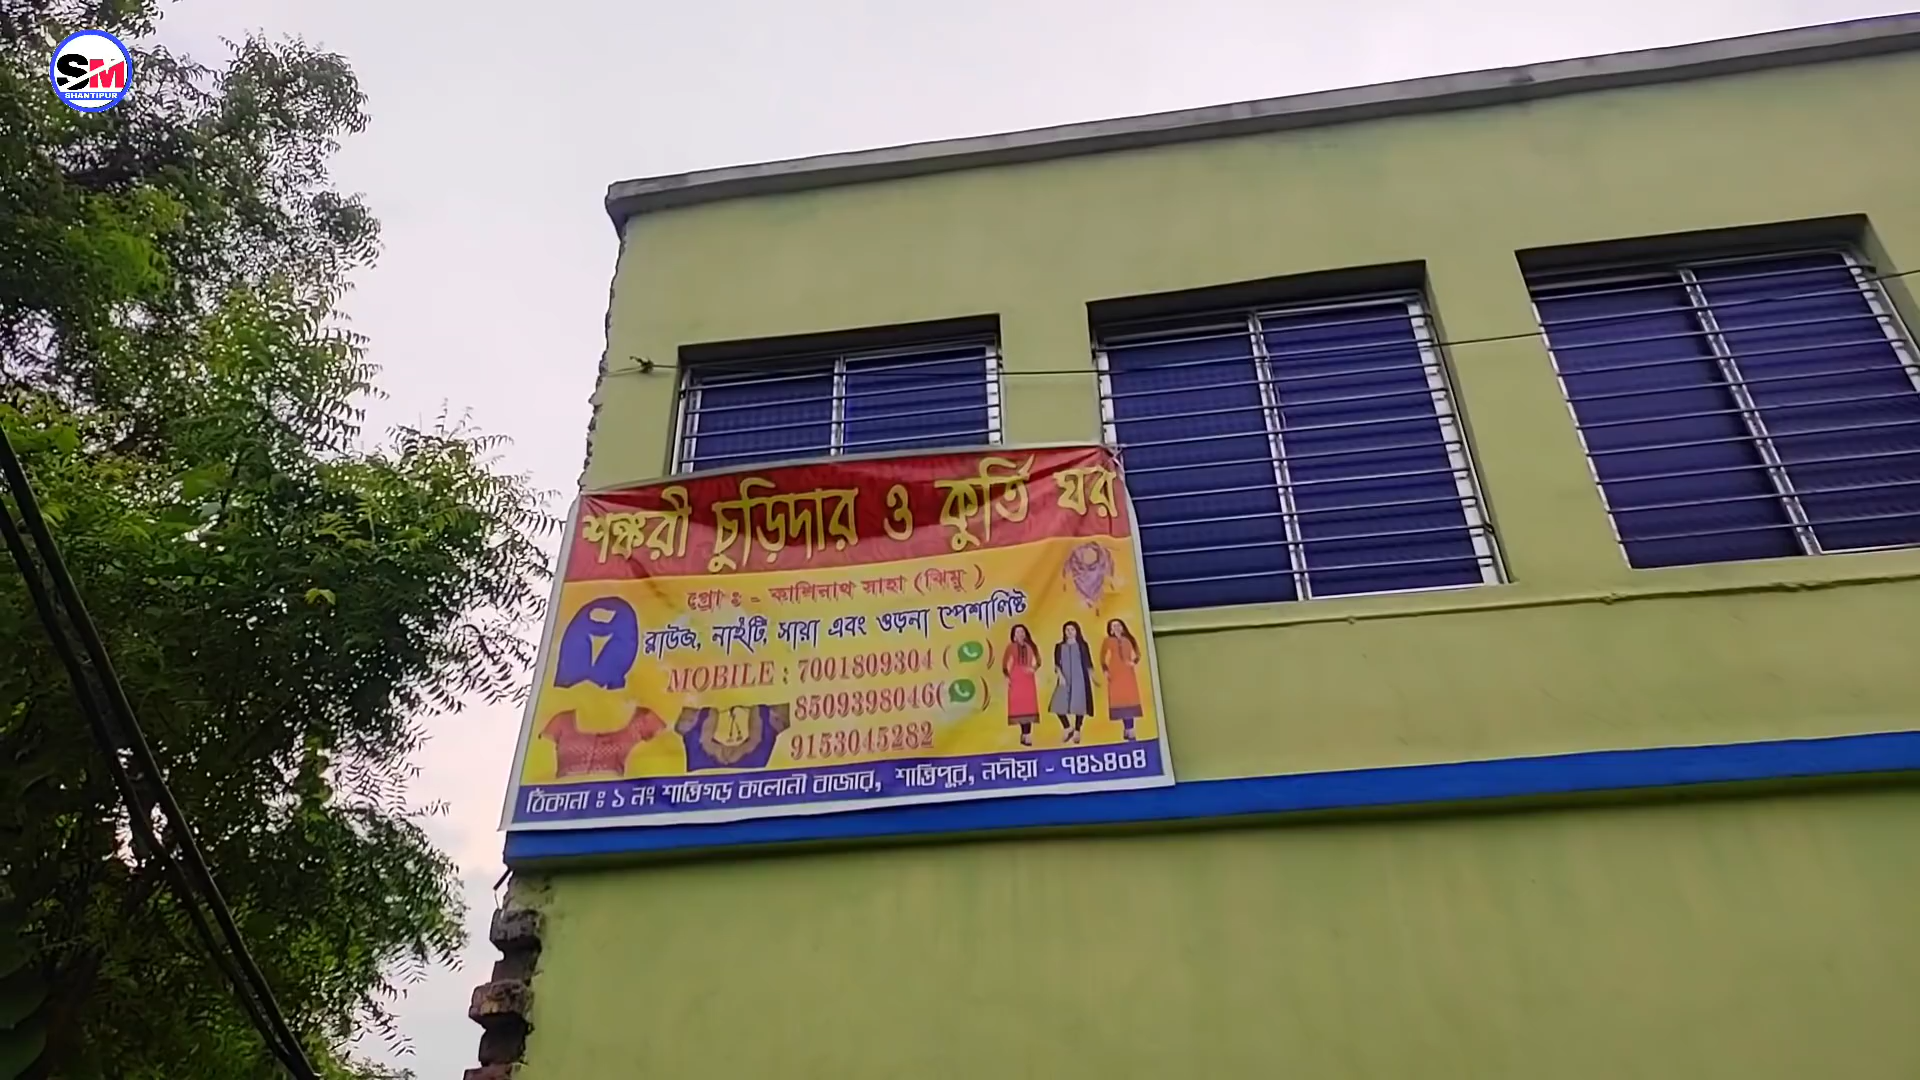 SM
SHANTIPUR
শঙ্করী চুড়িদার ও কুর্তি ঘর
প্রোঃ - কাশিনাথ সাহা (ঝিমু)
ব্লাউজ, নাইটি, সায়া এবং ওড়না স্পেশালিষ্ট
MOBILE : 7001809304 ( )
8509398046( )
9153045282
ঠিকানা ঃ ১ নং শান্তিগড় কলোনী বাজার, শান্তিপুর, নদীয়া - ৭৪১৪০৪